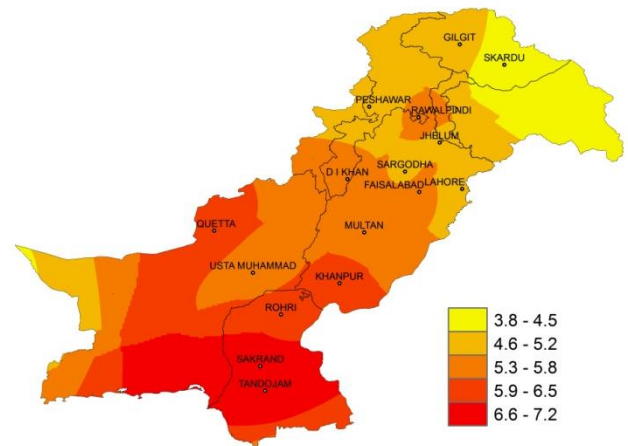 GILGIT
SKARDU
PESHAWAR
RAWALPINDI
JHBLUM
SARGODHA
D I KHAN
FAISALABAD
LAHORE
QUETTA
MULTAN
USTA MUHAMMAD
KHANPUR
ROHRI
SAKRAND
TANDOJAM
3.8 - 4.5
4.6 - 5.2
5.3 - 5.8
5.9 - 6.5
6.6 - 7.2